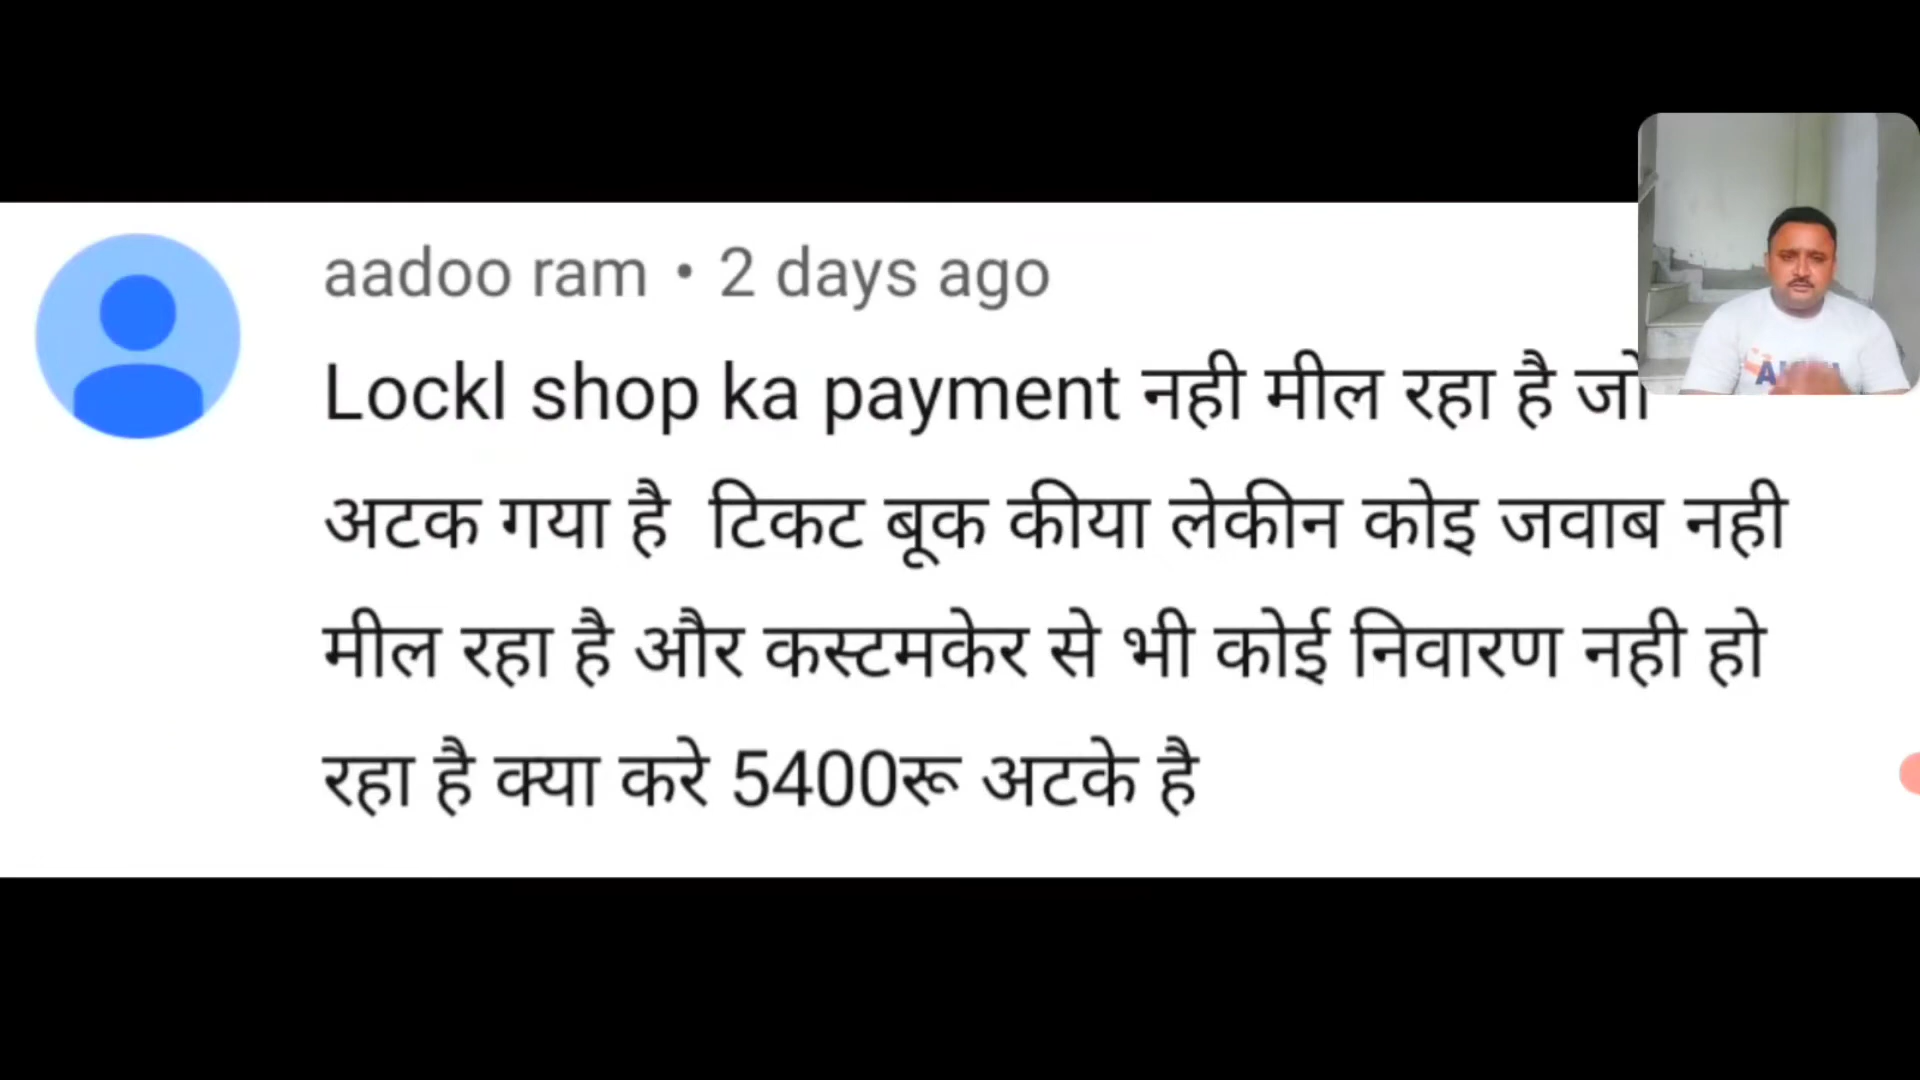 aadoo ram • 2 days ago
Lockl shop ka payment नही मील रहा है जो
अटक गया है टिकट बूक कीया लेकीन कोइ जवाब नही
मील रहा है और कस्टमकेर से भी कोई निवारण नही हो
रहा है क्या करे 5400रू अटके है